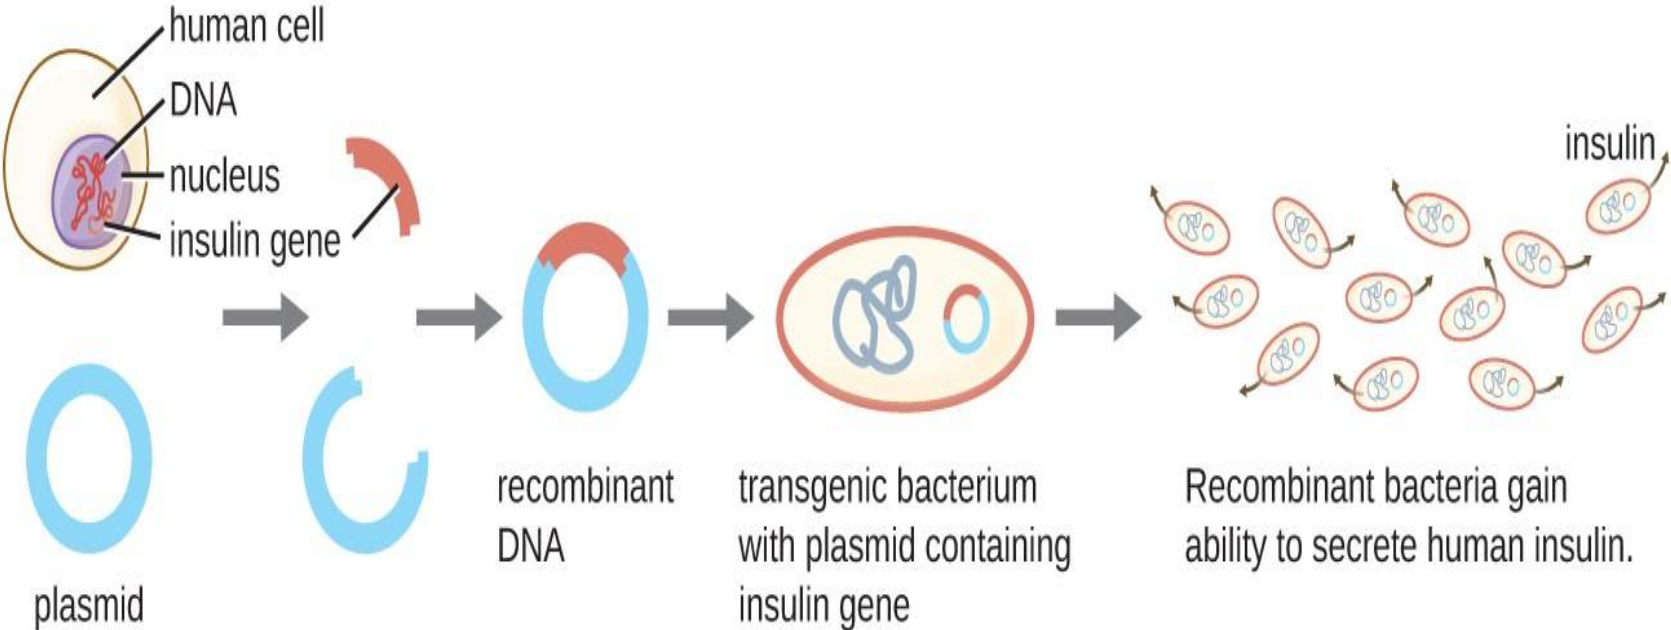 human cell
DNA
nucleus
insulin gene
plasmid
recombinant
DNA
transgenic bacterium
with plasmid containing
insulin gene
insulin
Recombinant bacteria gain
ability to secrete human insulin.